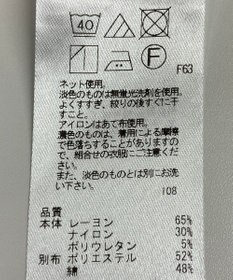 40
F
F63
ネット使用。
淡色のものは無蛍光洗剤を使用。
よくすすぎ、絞りの後すぐ干
すこと。
アイロンはあて布使用。
濃色のものは、着用による摩擦
で色落ちすることがありますの
で、組合せの衣服にご注意くだ
さい。
また、淡色のものとは別にお洗
い下さい。
108
品質
本体 レーヨン 65%
ナイロン 30%
ポリウレタン 5%
別布 ポリエステル 52%
綿 48%